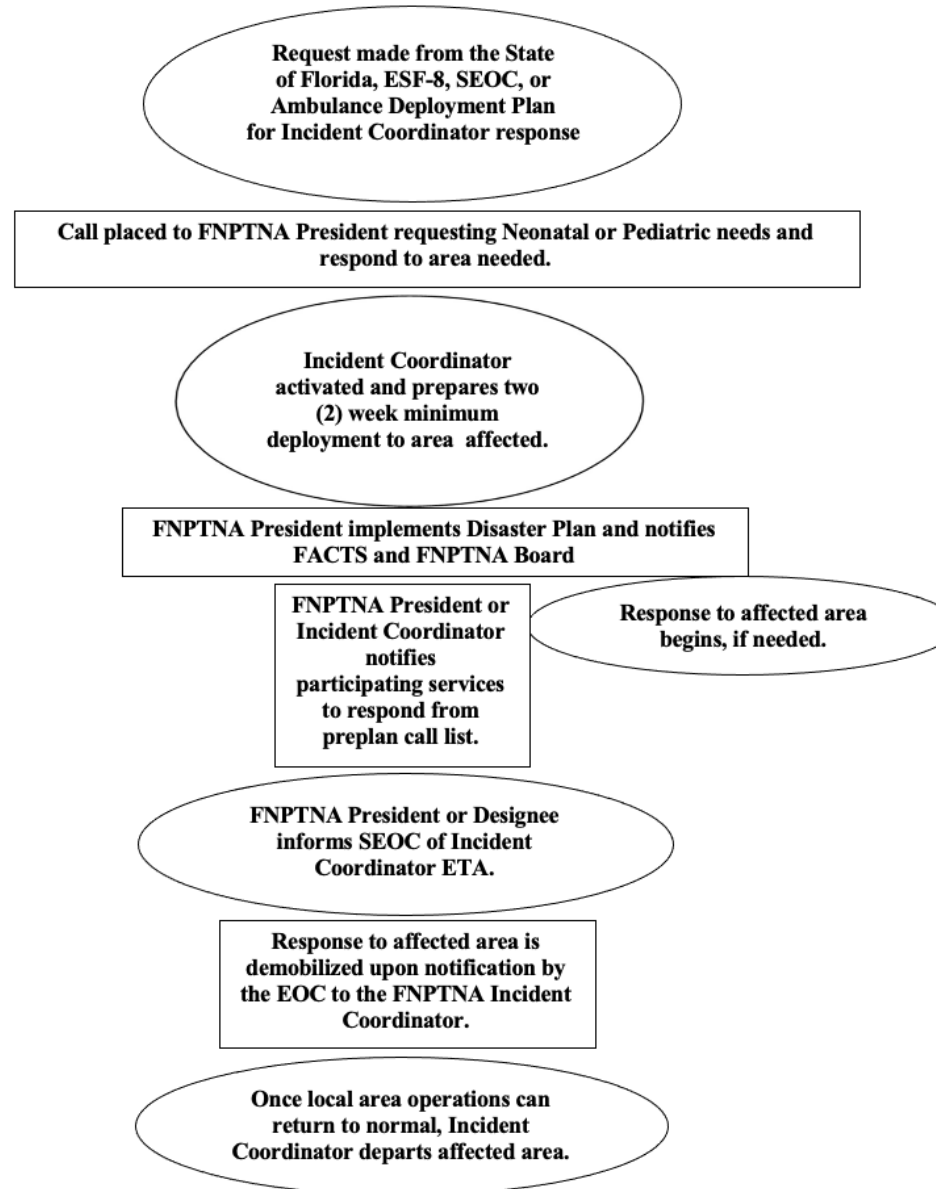 Request made from the State
of Florida, ESF-8, SEOC, or
Ambulance Deployment Plan
for Incident Coordinator response
Call placed to FNPTNA President requesting Neonatal or Pediatric needs and
respond to area needed.
Incident Coordinator
activated and prepares two
(2) week minimum
deployment to area affected.
FNPTNA President implements Disaster Plan and notifies
FACTS and FNPTNA Board
FNPTNA President or
Incident Coordinator
notifies
participating services
to respond from
preplan call list.
Response to affected area
begins, if needed.
FNPTNA President or Designee
informs SEOC of Incident
Coordinator ETA.
Response to affected area is
demobilized upon notification by
the EOC to the FNPTNA Incident
Coordinator.
Once local area operations can
return to normal, Incident
Coordinator departs affected area.